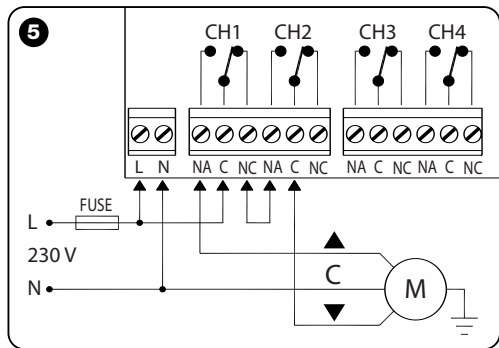 5
CH1 CH2 CH3 CH4
L N NA C NC NA C NC NA C NC NA C NC
L FUSE
230 V
C M
N